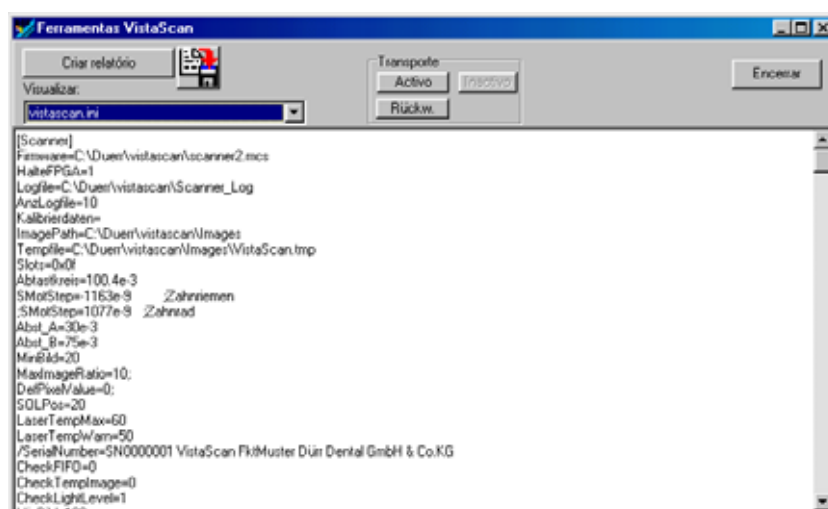 Ferramentas VistaScan
Criar relatório
Transporte
Activo Inactivo
Encerrar
Visualizar:
Rückw.
vistascan.ini
[Scanner]
Firmware=C:\Duerr\vistascan\scanner2.mcs
HalteFPGA=1
Logfile=C:\Duerr\vistascan\Scanner_Log
AnzLogfile=10
Kalibrierdaten=
ImagePath=C:\Duerr\vistascan\Images
Tempfile=C:\Duerr\vistascan\Images\VistaScan.tmp
Slots=0x0f
Abtastkreis=100.4e-3
SMotStep=-1163e-9 ;Zahnriemen
;SMotStep=1077e-9 ;Zahnrad
Abst_A=30e-3
Abst_B=75e-3
MinBild=20
MaxImageRatio=10;
DefPixelValue=0;
SOLPos=20
LaserTempMax=60
LaserTempWarn=50
/SerialNumber=SN0000001 VistaScan FktMuster Dürr Dental GmbH & Co.KG
CheckFIFO=0
CheckTempImage=0
CheckLightLevel=1